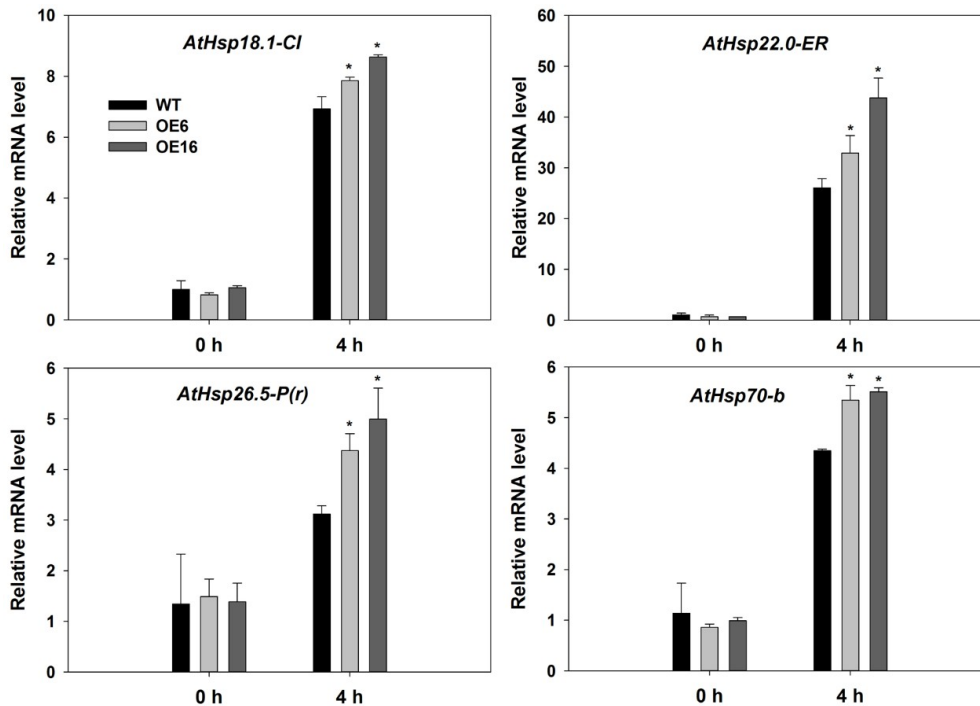 AtHsp18.1-CI
Relative mRNA level
10
8
6
4
2
0
WT
OE6
OE16
*
*
0 h
4 h
AtHsp22.0-ER
Relative mRNA level
60
50
40
30
20
10
0
*
*
0 h
4 h
AtHsp26.5-P(r)
Relative mRNA level
6
5
4
3
2
1
0
*
*
0 h
4 h
AtHsp70-b
Relative mRNA level
6
5
4
3
2
1
0
*
*
0 h
4 h